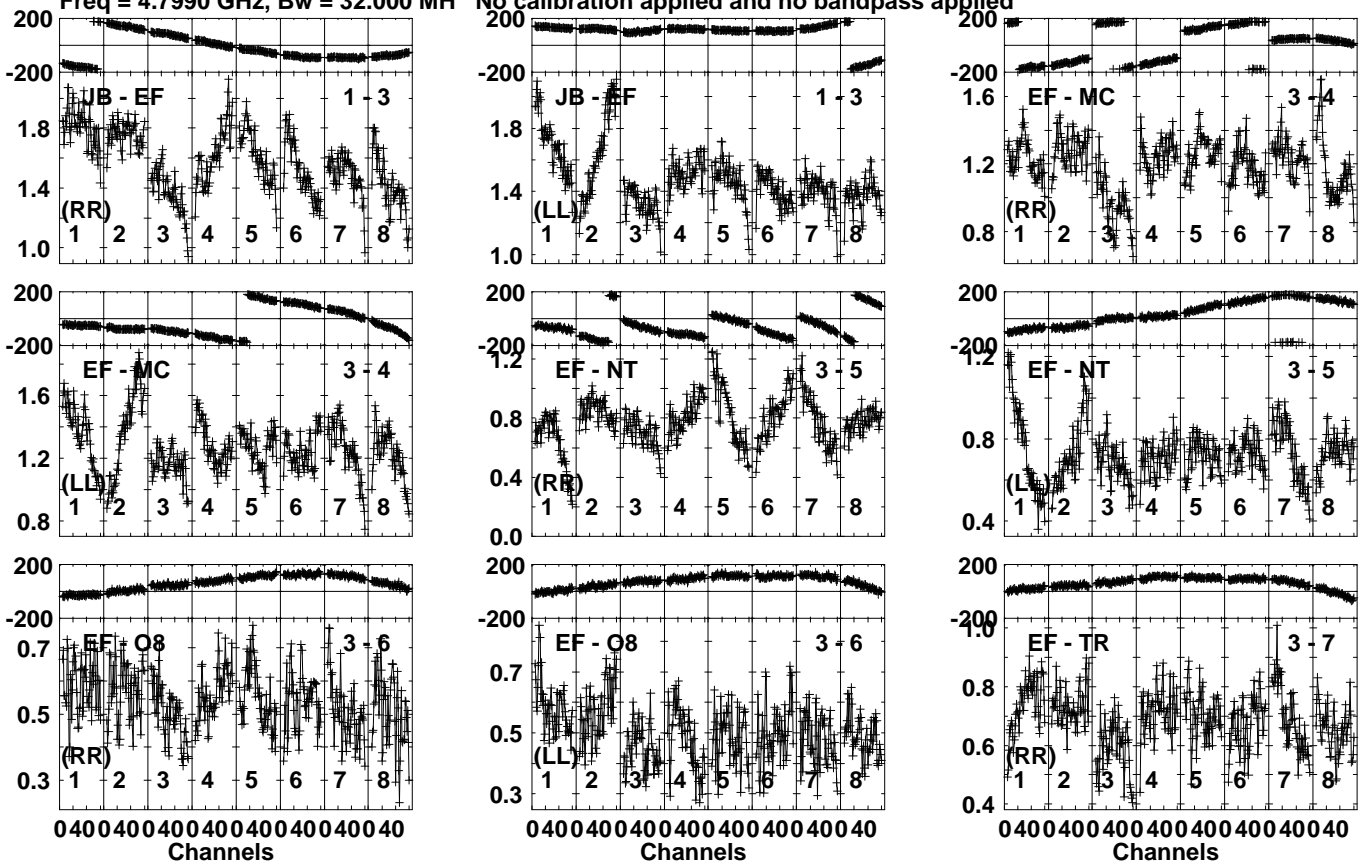 Freq = 4.7990 GHz, Bw = 32.000 MH No calibration applied and no bandpass applied
200
-200
JB - EF 1 - 3
1.8
1.4
1.0
(RR)
1 2 3 4 5 6 7 8
JB - EF 1 - 3
1.8
1.4
1.0
(LL)
1 2 3 4 5 6 7 8
200
-200
EF - MC 3 - 4
1.6
1.2
0.8
(RR)
1 2 3 4 5 6 7 8
200
-200
EF - MC 3 - 4
1.6
1.2
0.8
(LL)
1 2 3 4 5 6 7 8
200
-200
1.2
EF - NT 3 - 5
0.8
0.4
0.0
(RR)
1 2 3 4 5 6 7 8
200
-200
1.2
EF - NT 3 - 5
0.8
0.4
(LL)
1 2 3 4 5 6 7 8
200
-200
EF - O8 3 - 6
0.7
0.5
0.3
(RR)
1 2 3 4 5 6 7 8
0 40 0 40 0 40 0 40 0 40 0 40 0 40 0 40
Channels
200
-200
EF - O8 3 - 6
0.7
0.5
0.3
(LL)
1 2 3 4 5 6 7 8
0 40 0 40 0 40 0 40 0 40 0 40 0 40 0 40
Channels
200
-200
1.0
EF - TR 3 - 7
0.8
0.6
0.4
(RR)
1 2 3 4 5 6 7 8
0 40 0 40 0 40 0 40 0 40 0 40 0 40 0 40
Channels